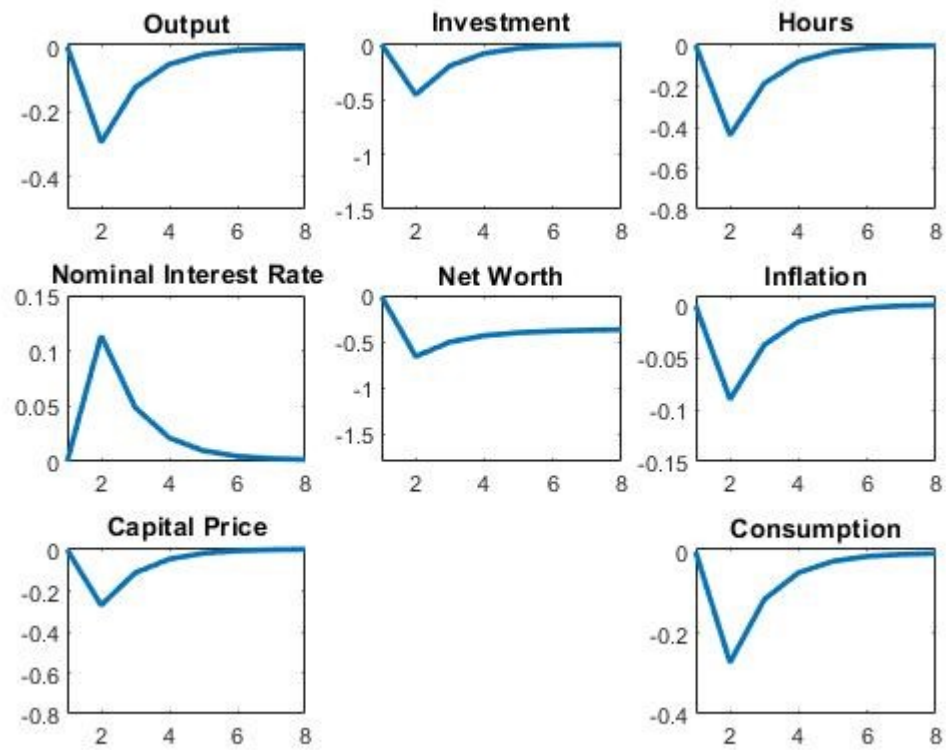 Output
Investment
Hours
0
-0.2
-0.4
2 4 6 8
0
-0.5
-1
-1.5
2 4 6 8
0
-0.2
-0.4
-0.6
-0.8
2 4 6 8
Nominal Interest Rate
Net Worth
Inflation
0.15
0.1
0.05
0
2 4 6 8
0
-0.5
-1
-1.5
2 4 6 8
0
-0.05
-0.1
-0.15
2 4 6 8
Capital Price
Consumption
0
-0.2
-0.4
-0.6
-0.8
2 4 6 8
0
-0.2
-0.4
2 4 6 8